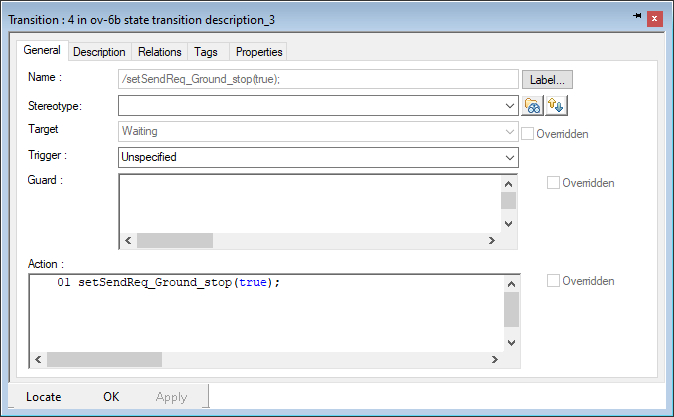 Transition : 4 in ov-6b state transition description_3
General Description Relations Tags Properties
Name : /setSendReq_Ground_stop(true); Label...
Stereotype:
Target Waiting Overridden
Trigger : Unspecified
Guard : Overridden
Action : Overridden
01 setSendReq_Ground_stop(true);
Locate OK Apply